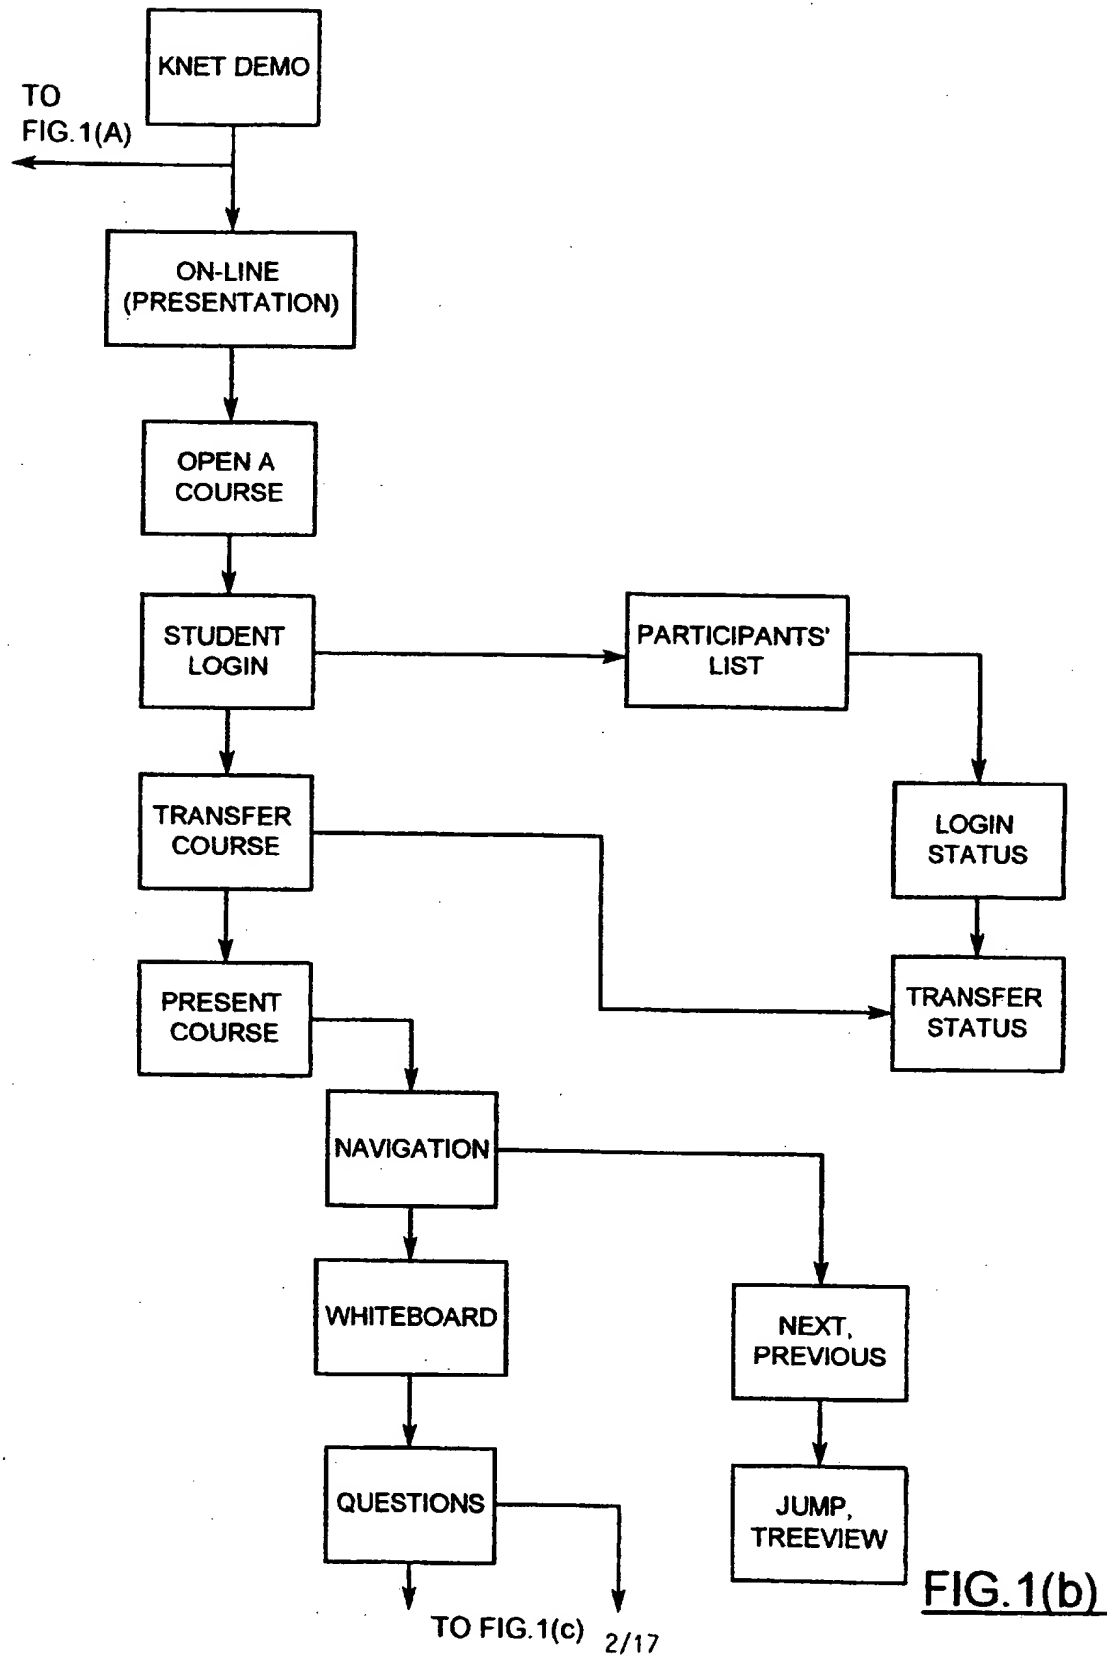 KNET DEMO
TO
FIG.1(A)
ON-LINE
(PRESENTATION)
OPEN A
COURSE
STUDENT
LOGIN
PARTICIPANTS'
LIST
TRANSFER
COURSE
LOGIN
STATUS
PRESENT
COURSE
TRANSFER
STATUS
NAVIGATION
WHITEBOARD
NEXT,
PREVIOUS
QUESTIONS
JUMP,
TREEVIEW
FIG.1(b)
TO FIG.1(c)
2/17